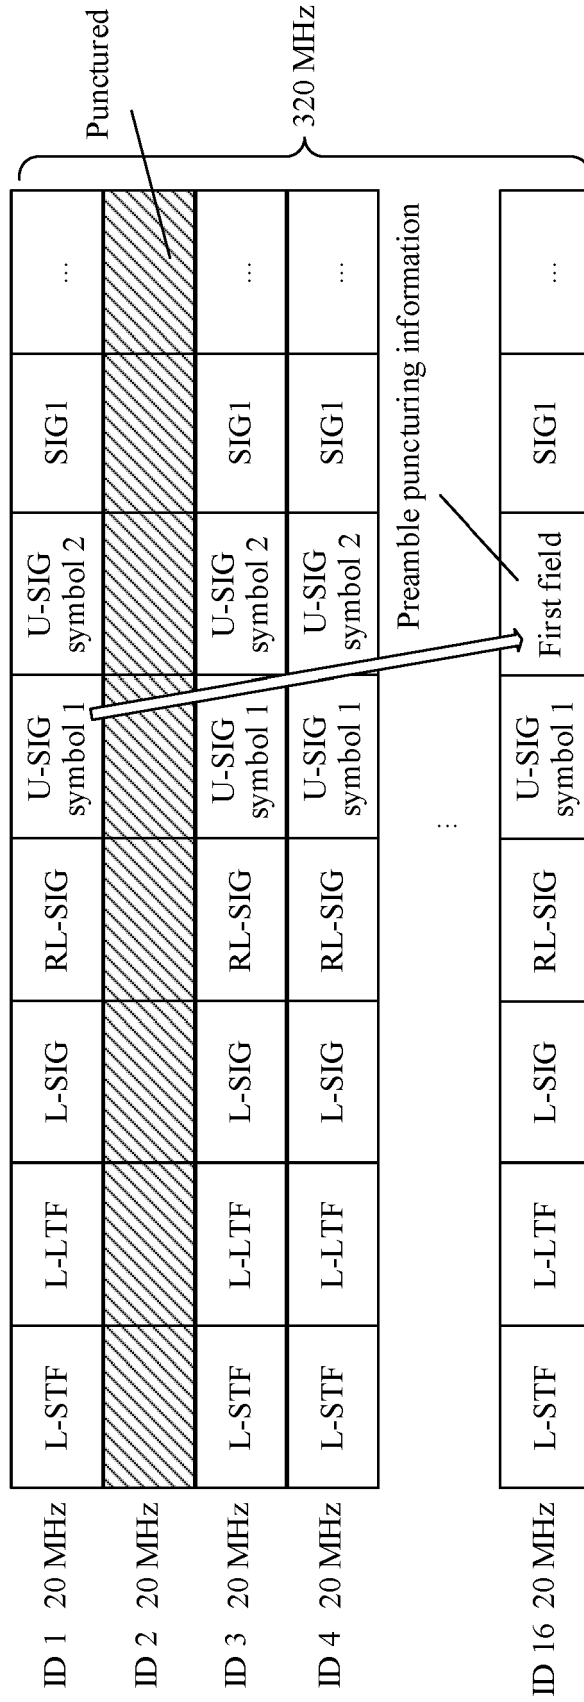 Punctured
320 MHz
ID 1 20 MHz L-STF L-LTF L-SIG RL-SIG U-SIG symbol 1 U-SIG symbol 2 SIG1 ...
ID 2 20 MHz
ID 3 20 MHz L-STF L-LTF L-SIG RL-SIG U-SIG symbol 1 U-SIG symbol 2 SIG1 ...
ID 4 20 MHz L-STF L-LTF L-SIG RL-SIG U-SIG symbol 1 U-SIG symbol 2 SIG1 ...
...
Preamble puncturing information
ID 16 20 MHz L-STF L-LTF L-SIG RL-SIG U-SIG symbol 1 First field SIG1 ...